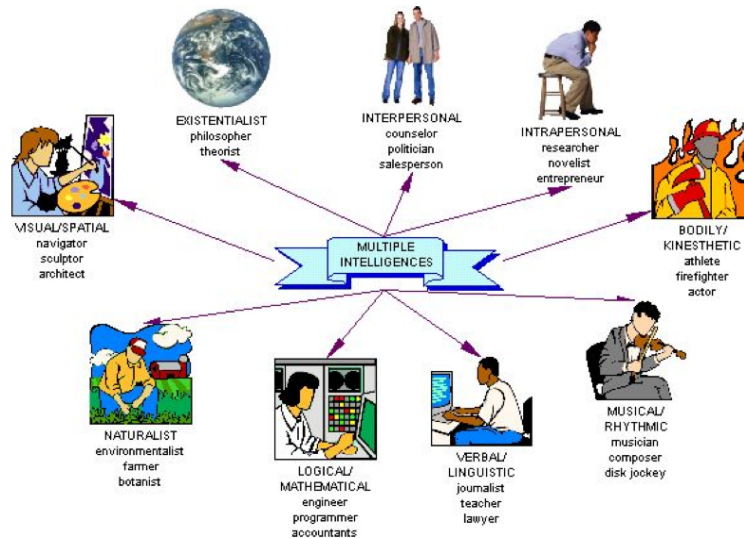 EXISTENTIALIST
philosopher
theorist
INTERPERSONAL
counselor
politician
salesperson
INTRAPERSONAL
researcher
novelist
entrepreneur
VISUAL/SPATIAL
navigator
sculptor
architect
MULTIPLE
INTELLIGENCES
BODILY/
KINESTHETIC
athlete
firefighter
actor
NATURALIST
environmentalist
farmer
botanist
LOGICAL/
MATHEMATICAL
engineer
programmer
accountants
VERBAL/
LINGUISTIC
journalist
teacher
lawyer
MUSICAL/
RHYTHMIC
musician
composer
disk jockey